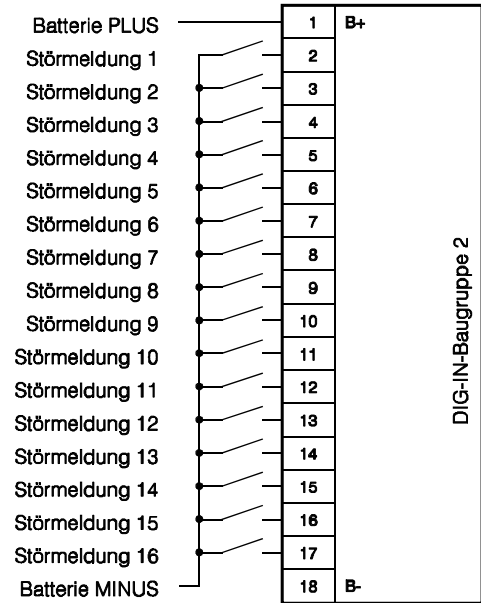 Batterie PLUS 1 B+
Störmeldung 1 2
Störmeldung 2 3
Störmeldung 3 4
Störmeldung 4 5
Störmeldung 5 6
Störmeldung 6 7
Störmeldung 7 8
Störmeldung 8 9
Störmeldung 9 10
Störmeldung 10 11
Störmeldung 11 12
Störmeldung 12 13
Störmeldung 13 14
Störmeldung 14 15
Störmeldung 15 16
Störmeldung 16 17
Batterie MINUS 18 B-
DIG-IN-Baugruppe 2